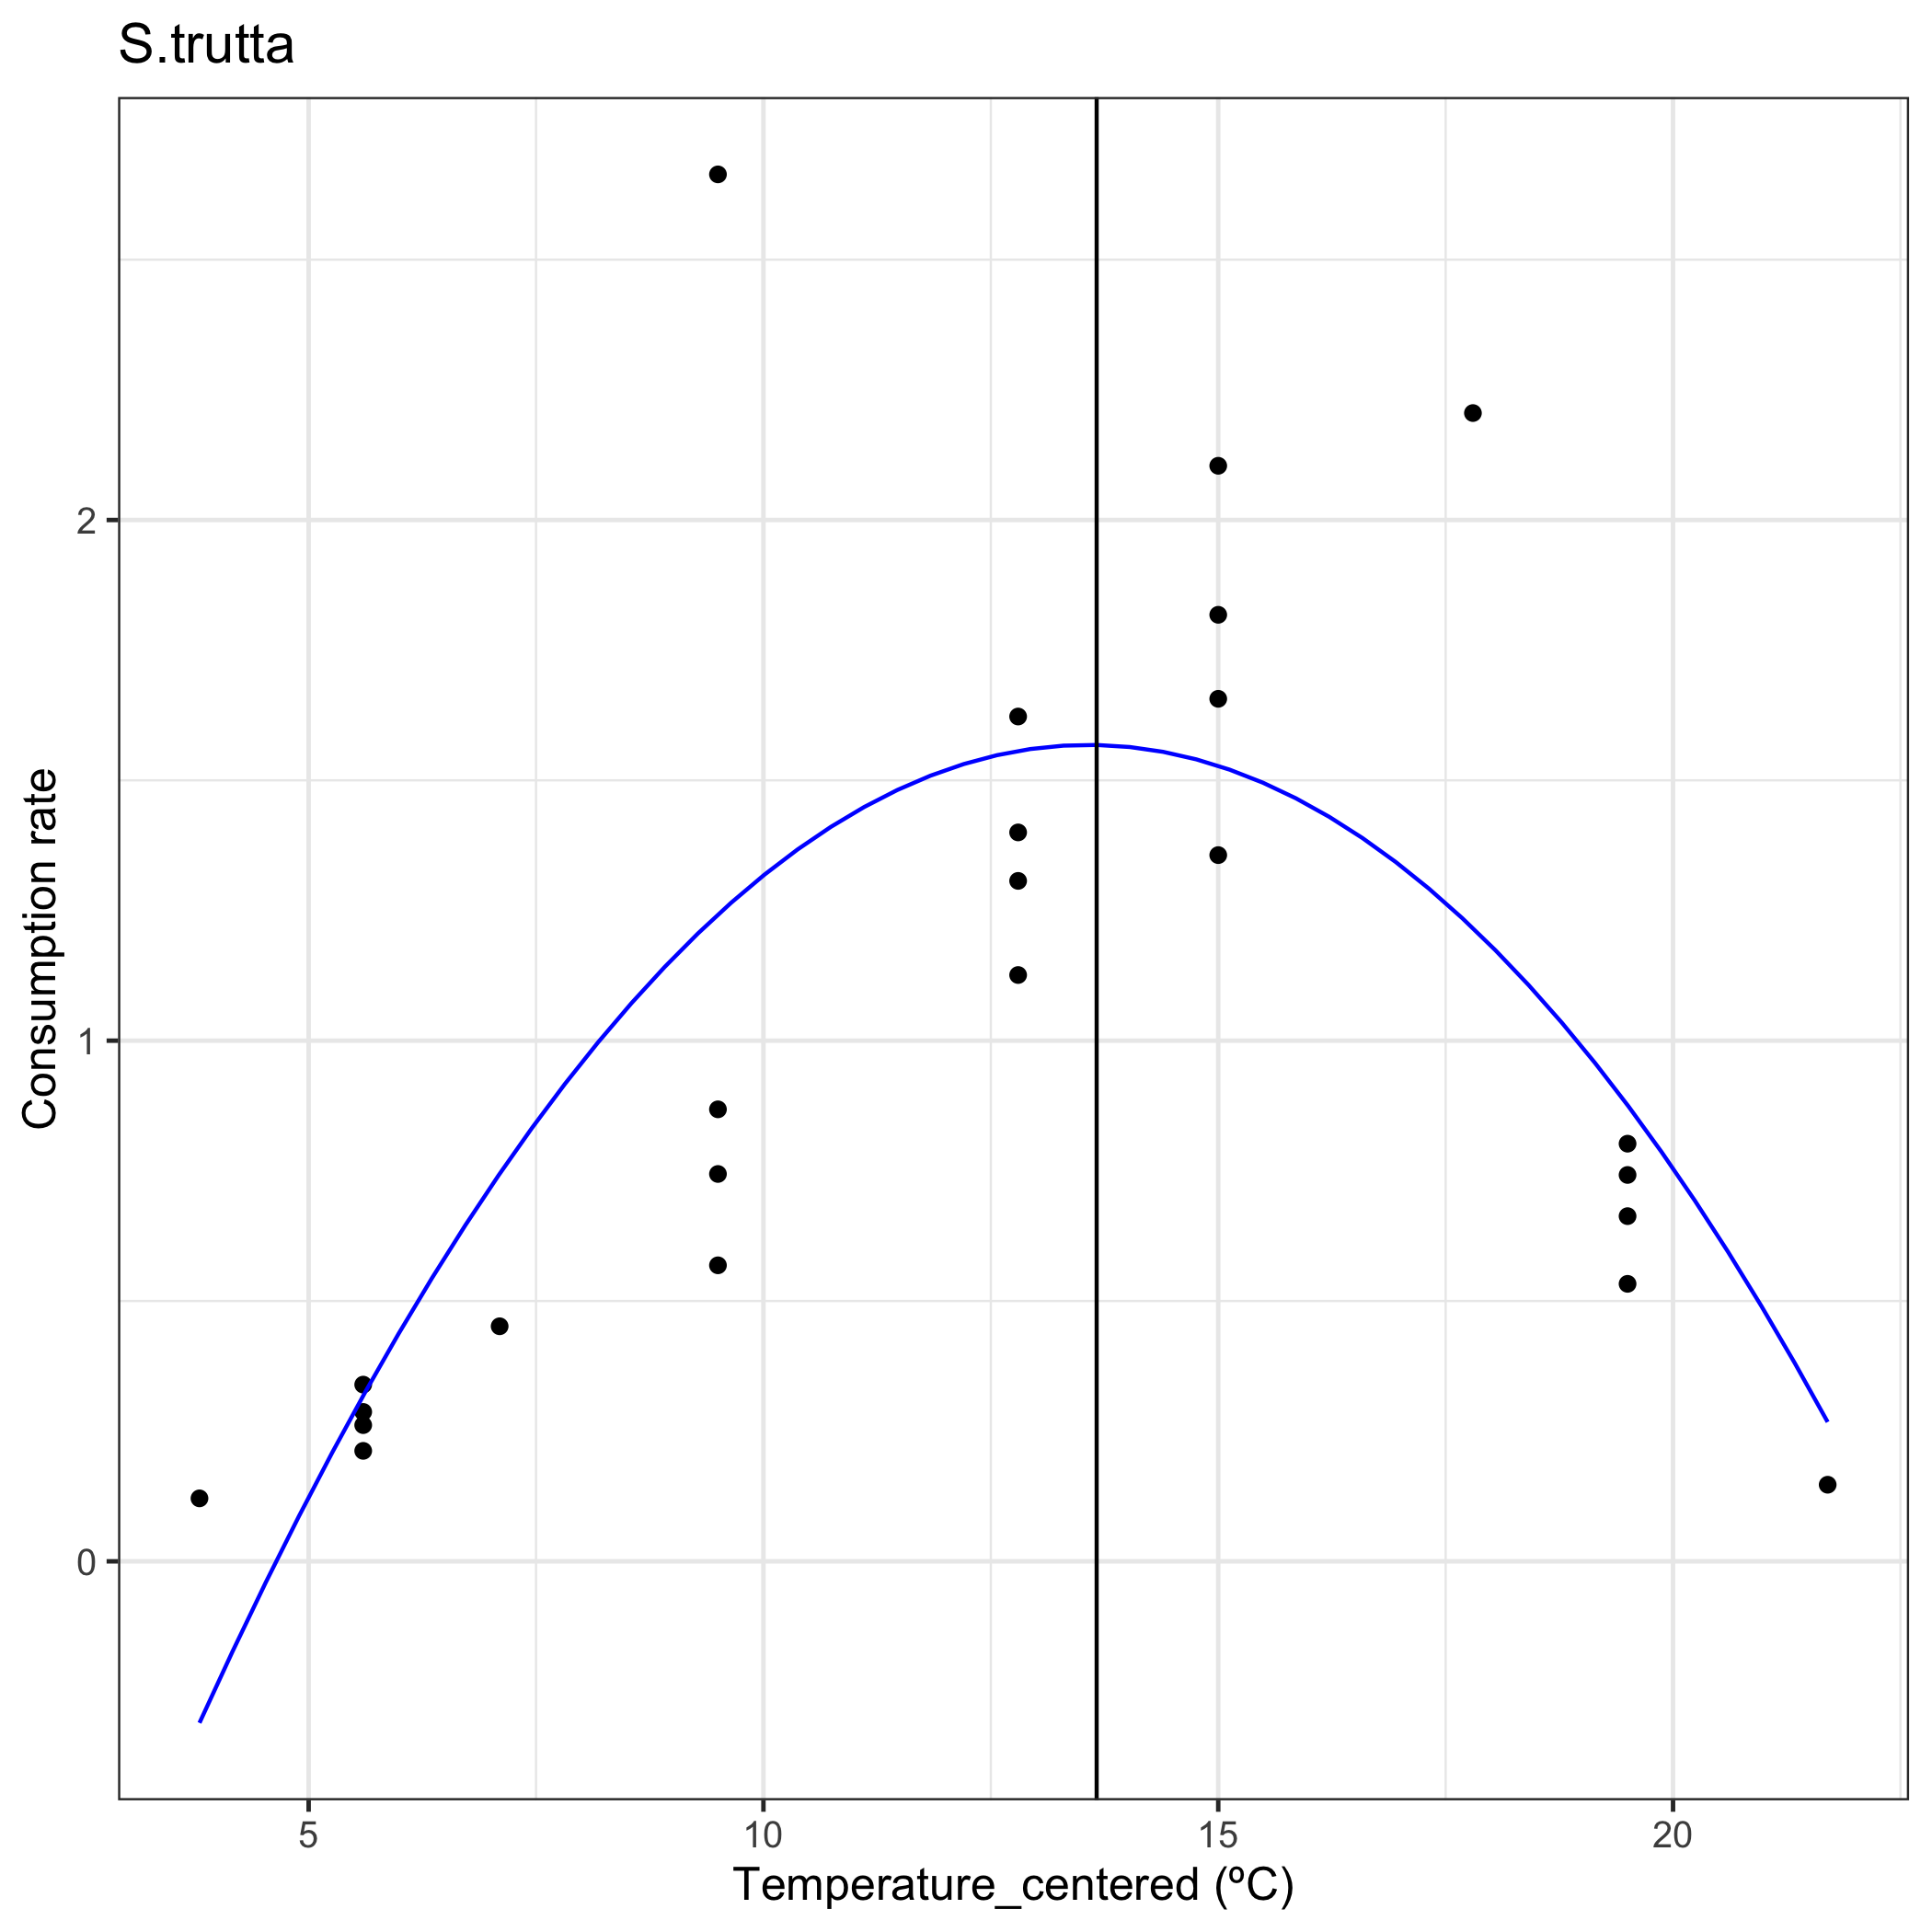 S.trutta
Consumption rate
2
1
0
5 10 15 20
Temperature_centered (ºC)